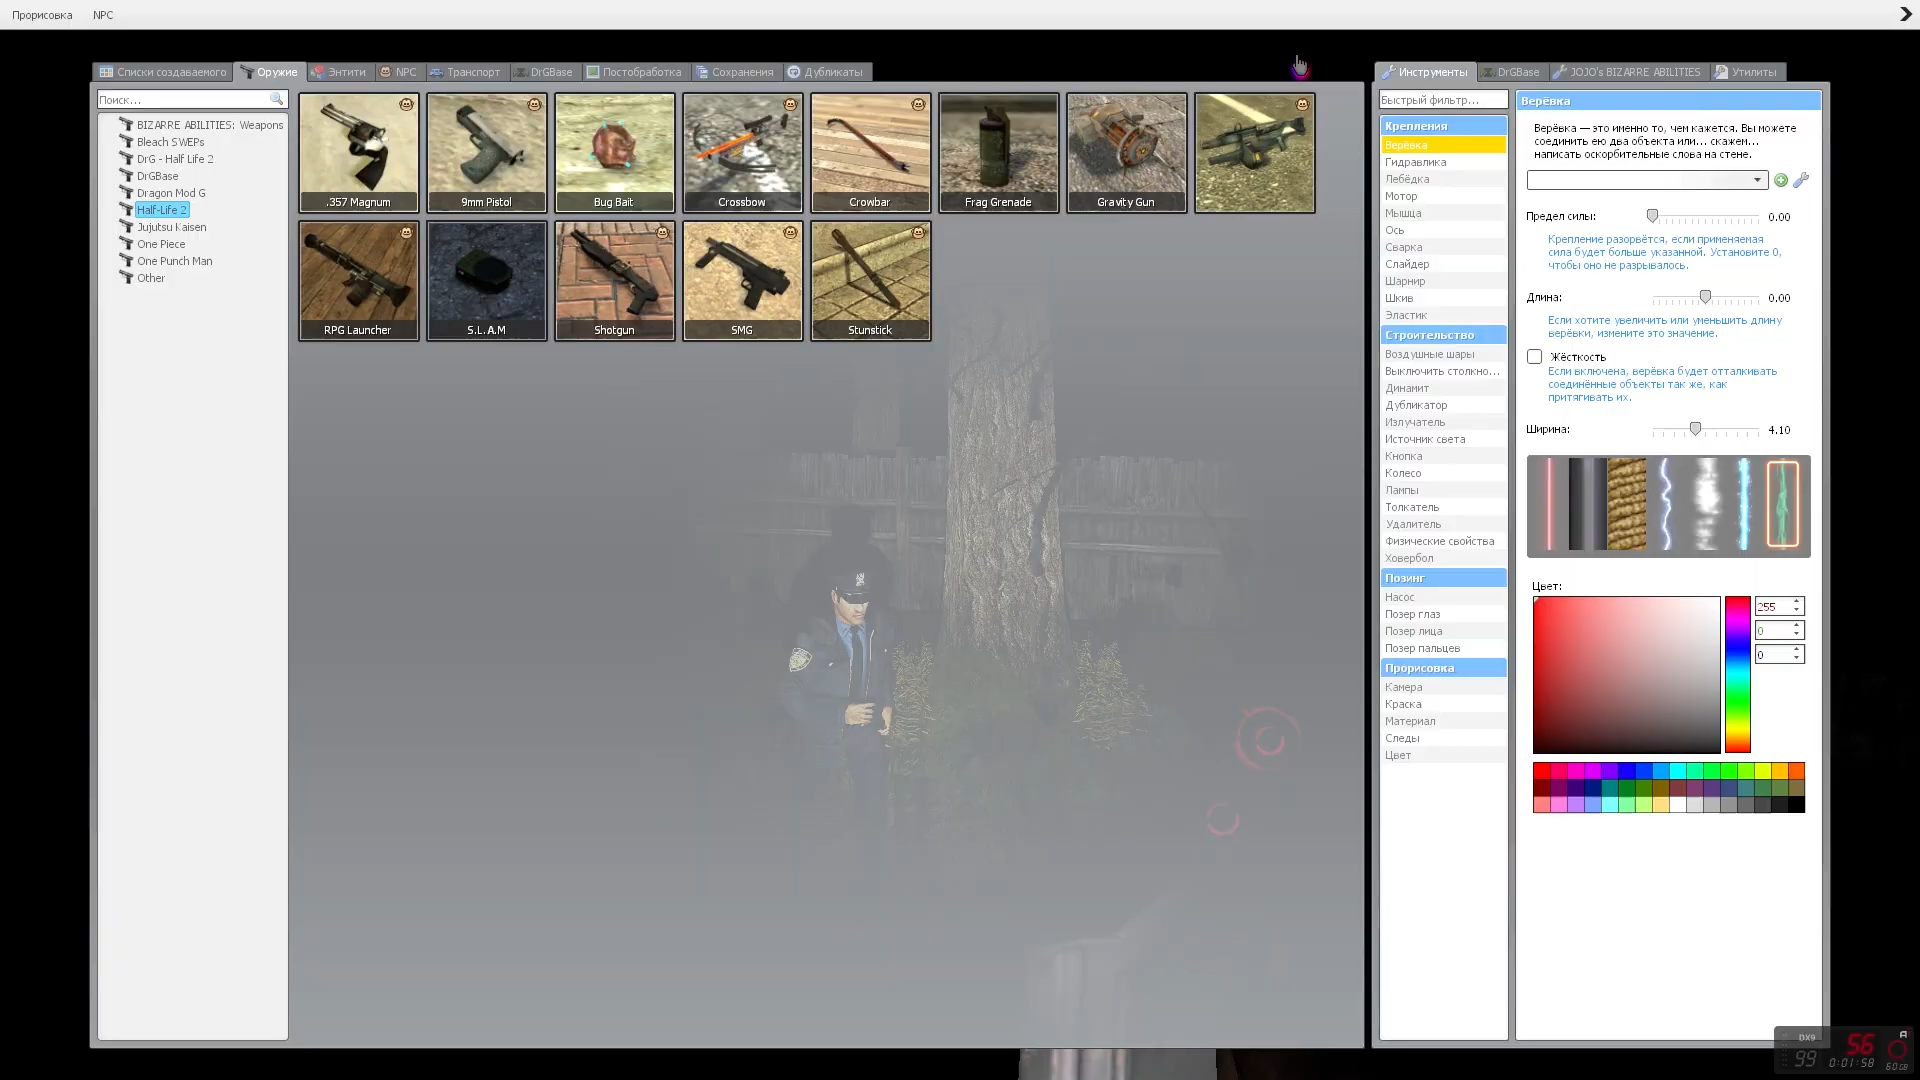 Прорисовка NPC
Списки создаваемого Оружие Энтити NPC Транспорт DrGBase Постобработка Сохранения Дубликаты
Поиск...
BIZARRE ABILITIES: Weapons
Bleach SWEPs
DrG - Half Life 2
DrGBase
Dragon Mod G
Half-Life 2
Jujutsu Kaisen
One Piece
One Punch Man
Other
.357 Magnum 9mm Pistol Bug Bait Crossbow Crowbar Frag Grenade Gravity Gun
RPG Launcher S.L.A.M Shotgun SMG Stunstick
Инструменты DrGBase JOJO's BIZARRE ABILITIES Утилиты
Быстрый фильтр...
Крепления
Верёвка
Гидравлика
Лебёдка
Мотор
Мышца
Ось
Сварка
Слайдер
Шарнир
Шкив
Эластик
Строительство
Воздушные шары
Выключить столкно...
Динамит
Дубликатор
Излучатель
Источник света
Кнопка
Колесо
Лампы
Толкатель
Удалитель
Физические свойства
Ховербол
Позинг
Насос
Позер глаз
Позер лица
Позер пальцев
Прорисовка
Камера
Краска
Материал
Следы
Цвет
Верёвка
Верёвка — это именно то, чем кажется. Вы можете
соединить ею два объекта или... скажем...
написать оскорбительные слова на стене.
Предел силы: 0.00
Крепление разорвётся, если применяемая
сила будет больше указанной. Установите 0,
чтобы оно не разрывалось.
Длина: 0.00
Если хотите увеличить или уменьшить длину
верёвки, измените это значение.
Жёсткость
Если включена, верёвка будет отталкивать
соединённые объекты так же, как
притягивать их.
Ширина: 4.10
Цвет:
255
0
0
DX9 56
99 0:01:58 60